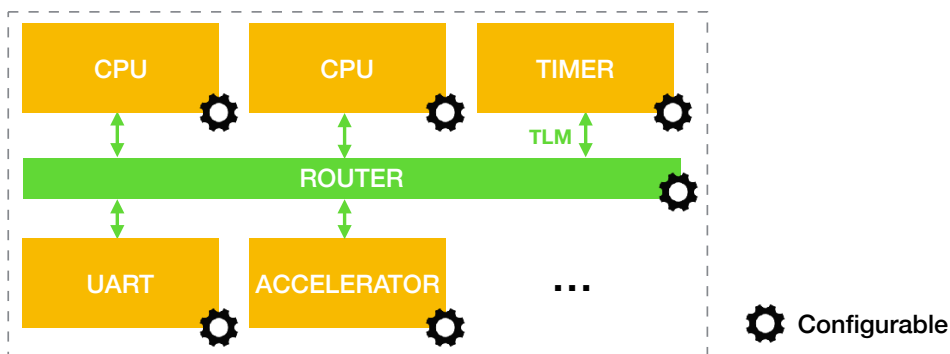 CPU
CPU
TIMER
TLM
ROUTER
UART
ACCELERATOR
...
Configurable